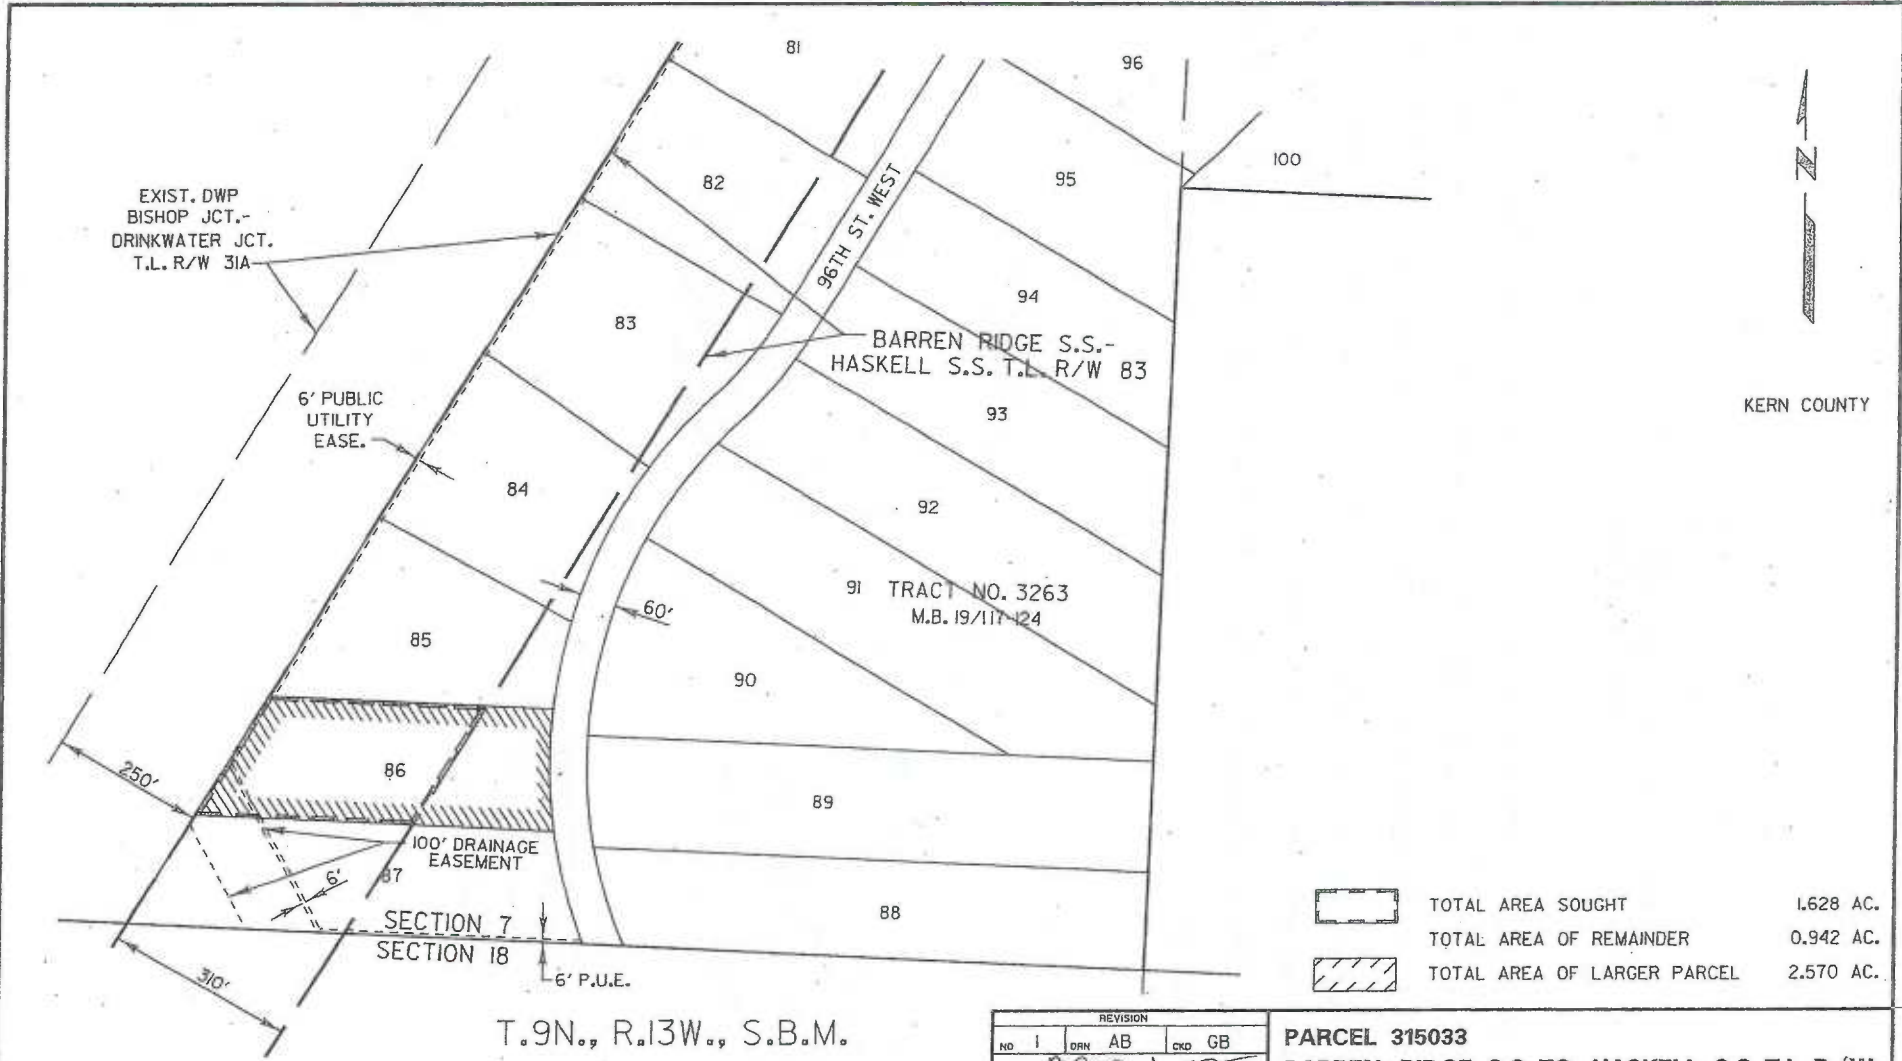 81
96
100
82
95
EXIST. DWP
BISHOP JCT.-
DRINKWATER JCT.
T.L. R/W 31A
96TH ST. WEST
N
94
83
BARREN RIDGE S.S.-
HASKELL S.S. T.L. R/W 83
6' PUBLIC
UTILITY
EASE.
93
KERN COUNTY
84
92
91 TRACT NO. 3263
M.B. 19/117-124
60'
85
90
250'
86
89
100' DRAINAGE
EASEMENT
6'
87
88
SECTION 7
SECTION 18
6' P.U.E.
310'
TOTAL AREA SOUGHT 1.628 AC.
TOTAL AREA OF REMAINDER 0.942 AC.
TOTAL AREA OF LARGER PARCEL 2.570 AC.
T.9N., R.13W., S.B.M.
REVISION
NO 1 DRN AB CKD GB
PARCEL 315033
BARREN RIDGE S.S. TO HASKELL S.S. T.L. R/W